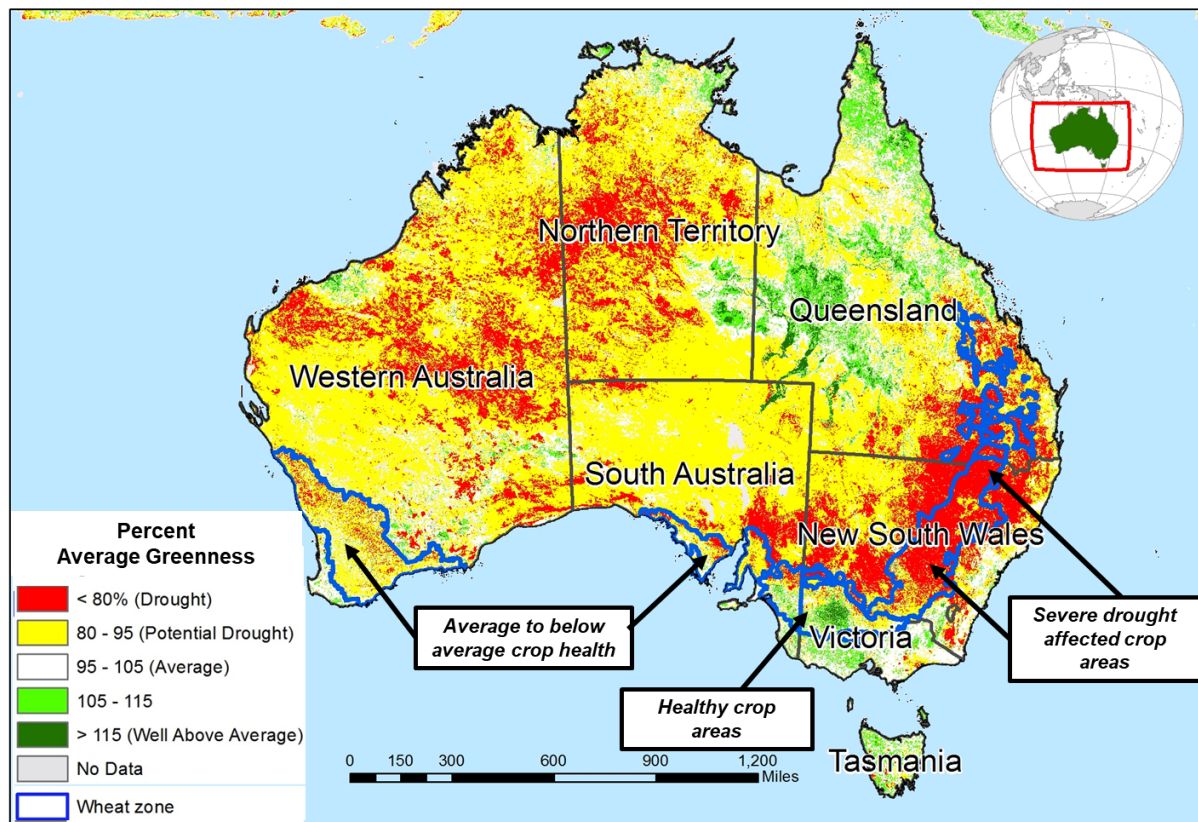 Northern Territory
Queensland
Western Australia
South Australia
New South Wales
Victoria
Tasmania
Percent
Average Greenness
< 80% (Drought)
80 - 95 (Potential Drought)
95 - 105 (Average)
105 - 115
> 115 (Well Above Average)
No Data
Wheat zone
Average to below
average crop health
Healthy crop
areas
Severe drought
affected crop
areas
0 150 300 600 900 1,200
Miles